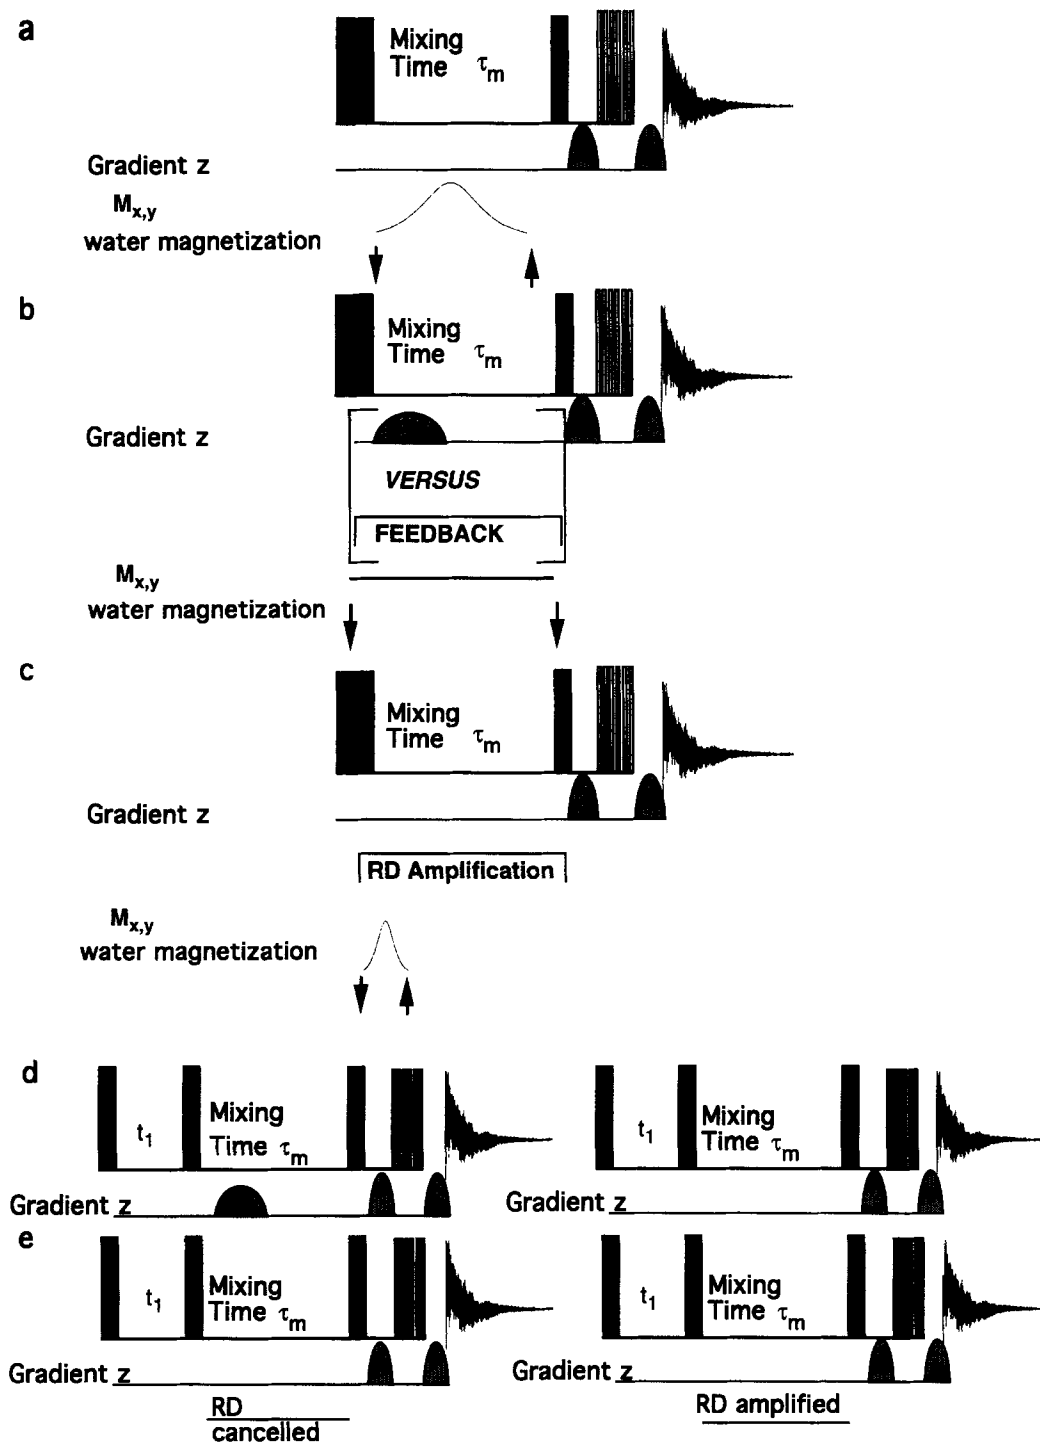 a
Mixing
Time τm
Gradient z
Mx,y
water magnetization
b
Mixing
Time τm
Gradient z
VERSUS
FEEDBACK
Mx,y
water magnetization
c
Mixing
Time τm
Gradient z
RD Amplification
Mx,y
water magnetization
d
t1
Mixing
Time τm
Gradient z
t1
Mixing
Time τm
Gradient z
e
t1
Mixing
Time τm
Gradient z
RD
cancelled
t1
Mixing
Time τm
Gradient z
RD amplified